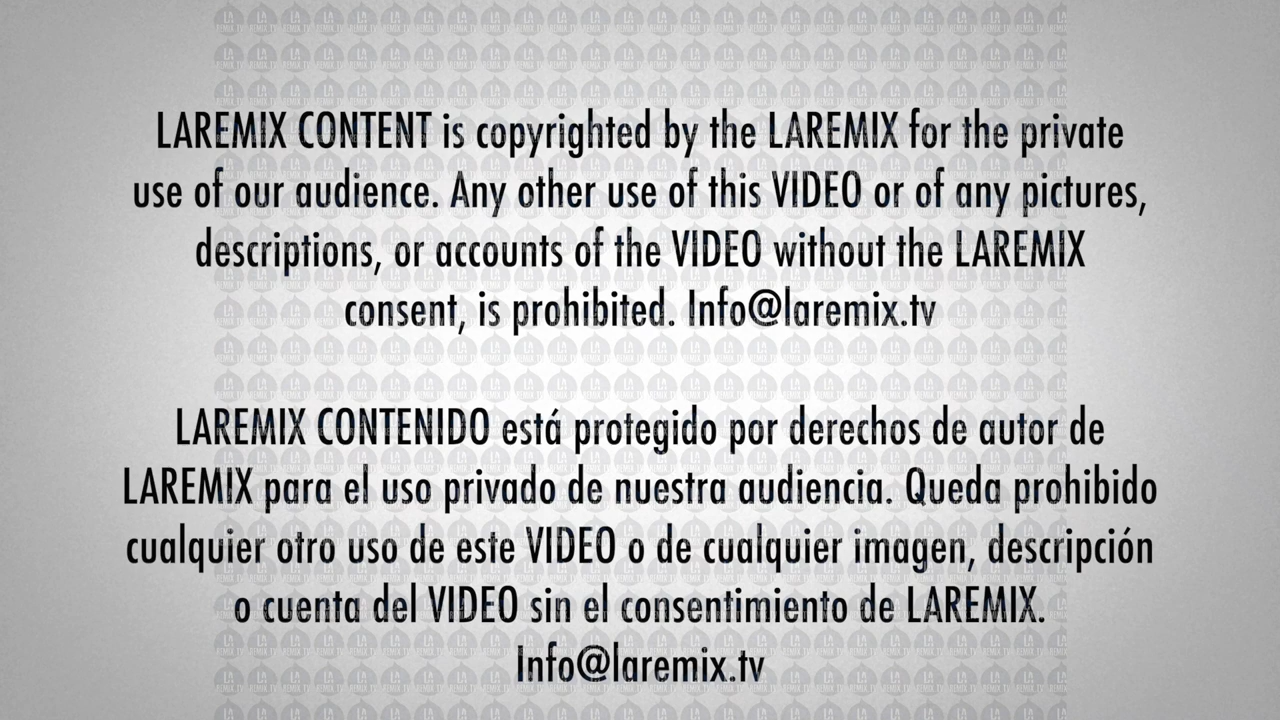 LAREMIX CONTENT is copyrighted by the LAREMIX for the private
use of our audience. Any other use of this VIDEO or of any pictures,
descriptions, or accounts of the VIDEO without the LAREMIX
consent, is prohibited. Info@laremix.tv
LAREMIX CONTENIDO está protegido por derechos de autor de
LAREMIX para el uso privado de nuestra audiencia. Queda prohibido
cualquier otro uso de este VIDEO o de cualquier imagen, descripción
o cuenta del VIDEO sin el consentimiento de LAREMIX.
Info@laremix.tv